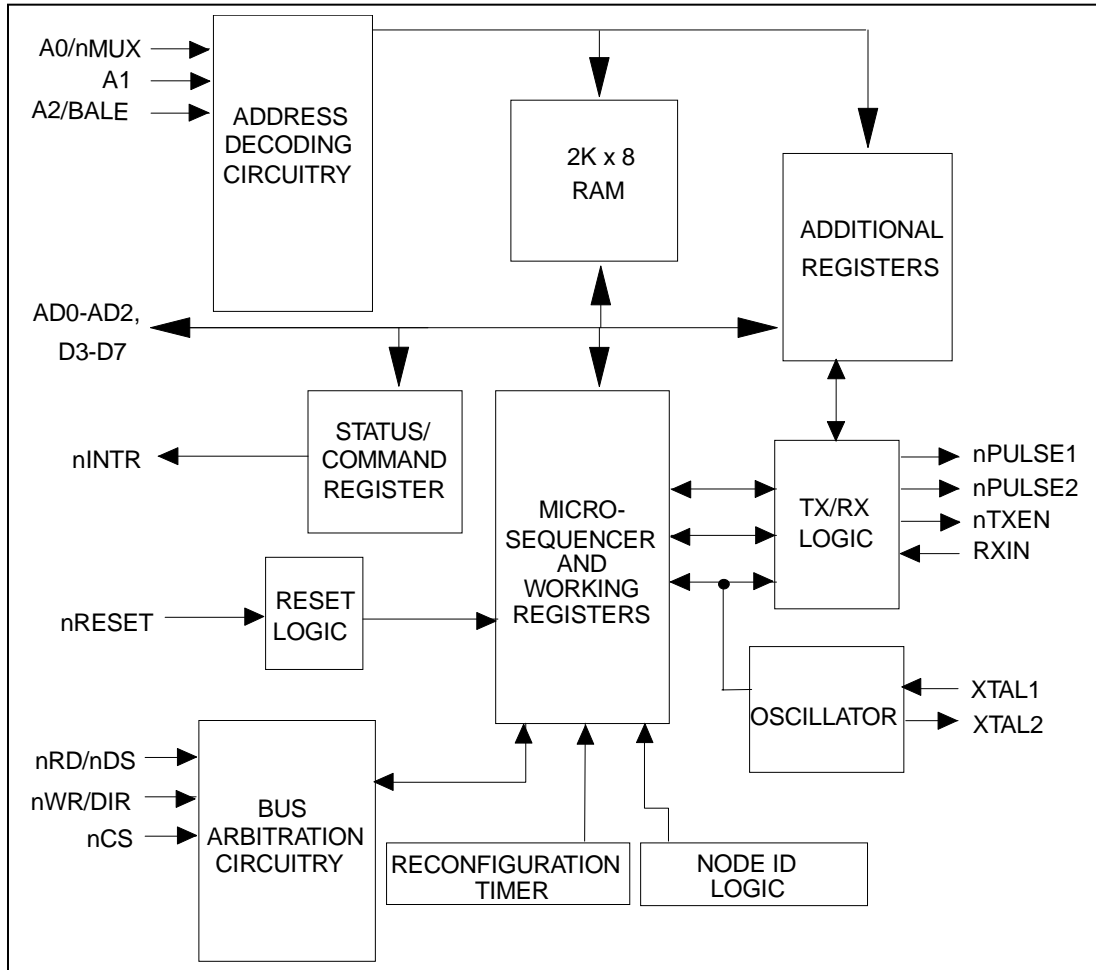 A0/nMUX
A1
A2/BALE
ADDRESS
DECODING
CIRCUITRY
2K x 8
RAM
ADDITIONAL
REGISTERS
AD0-AD2,
D3-D7
nINTR
STATUS/
COMMAND
REGISTER
MICRO-
SEQUENCER
AND
WORKING
REGISTERS
TX/RX
LOGIC
nPULSE1
nPULSE2
nTXEN
RXIN
nRESET
RESET
LOGIC
OSCILLATOR
XTAL1
XTAL2
nRD/nDS
nWR/DIR
nCS
BUS
ARBITRATION
CIRCUITRY
RECONFIGURATION
TIMER
NODE ID
LOGIC